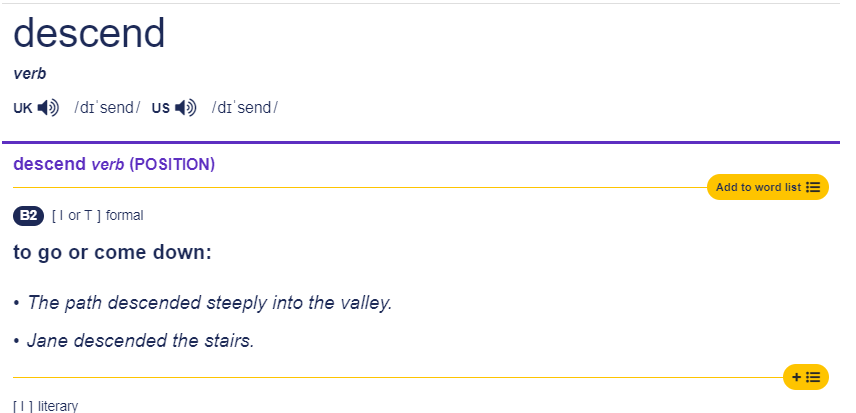 descend
verb
UK /dɪˈsend/ US /dɪˈsend/
descend verb (POSITION)
Add to word list
B2 [ I or T ] formal
to go or come down:
• The path descended steeply into the valley.
• Jane descended the stairs.
+
[ I ] literary